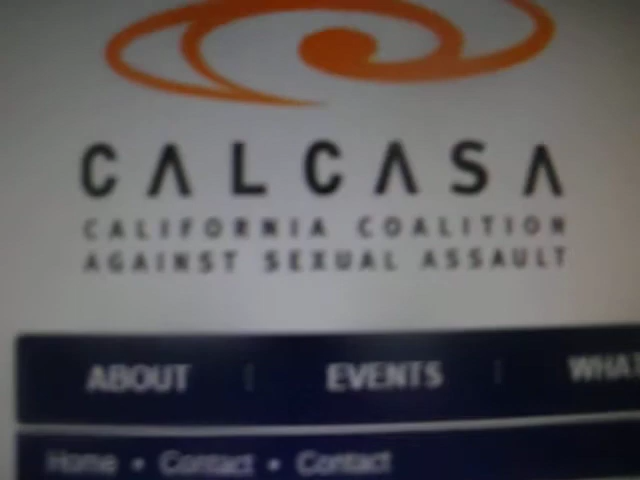 CALCASA
CALIFORNIA COALITION
AGAINST SEXUAL ASSAULT
ABOUT EVENTS
Home • Contact • Contact